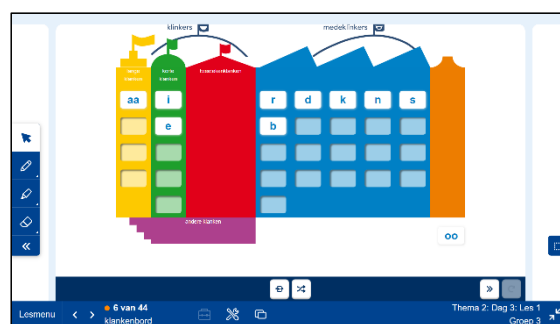 klinkers medeklinkers
lange klanken korte klanken tweetekenklanken
aa i r d k n s
e b
andere klanken
oo
Lesmenu 6 van 44 Thema 2: Dag 3: Les 1
klankenbord Groep 3